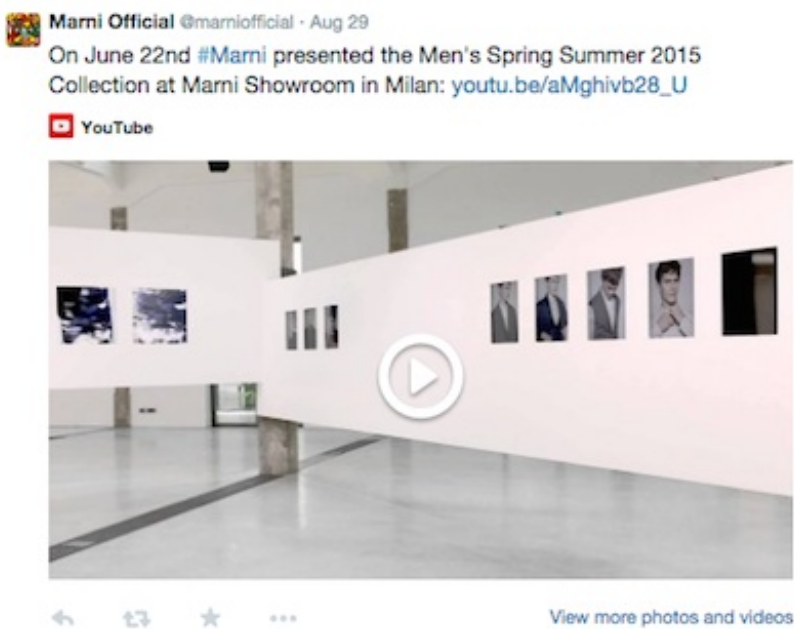 Marni Official @marniofficial · Aug 29
On June 22nd #Marni presented the Men's Spring Summer 2015
Collection at Marni Showroom in Milan: youtu.be/aMghivb28_U
YouTube
View more photos and videos